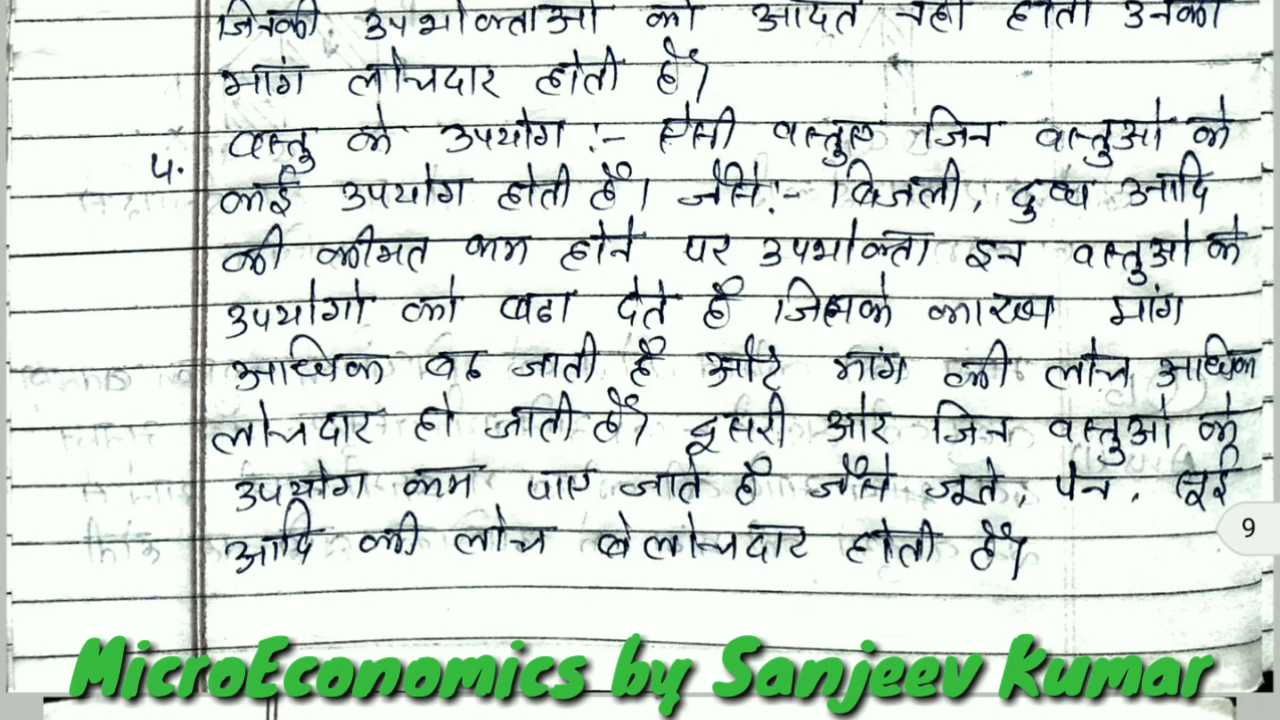 जिनकी उपभोक्ताओं को आदत नहीं होती उनकी
मांग लोचदार होती है।
५. वस्तु के उपयोग :- ऐसी वस्तुए जिन वस्तुओ के
कई उपयोग होती हैं। जैसे:- बिजली, दुध आदि
की कीमत कम होने पर उपभोक्ता इन वस्तुओ के
उपयोगो को बढा देते है जिसके कारण मांग
अधिक बढ जाती है और मांग की लोच अधिक
लोचदार हो जाती है। दूसरी और जिन वस्तुओ के
उपयोग कम पाए जाते है जैसे जूते, पेन, सूई
आदि की लोच बेलोचदार होती है।
9
MicroEconomics by Sanjeev Kumar